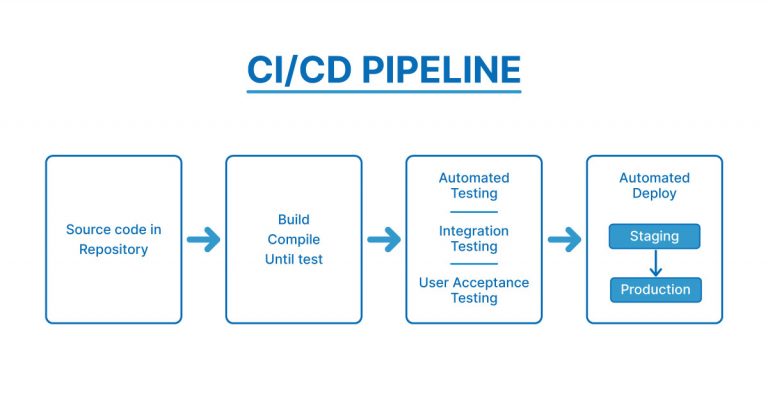 CI/CD PIPELINE
Source code in
Repository
Build
Compile
Until test
Automated
Testing
Integration
Testing
User Acceptance
Testing
Automated
Deploy
Staging
Production